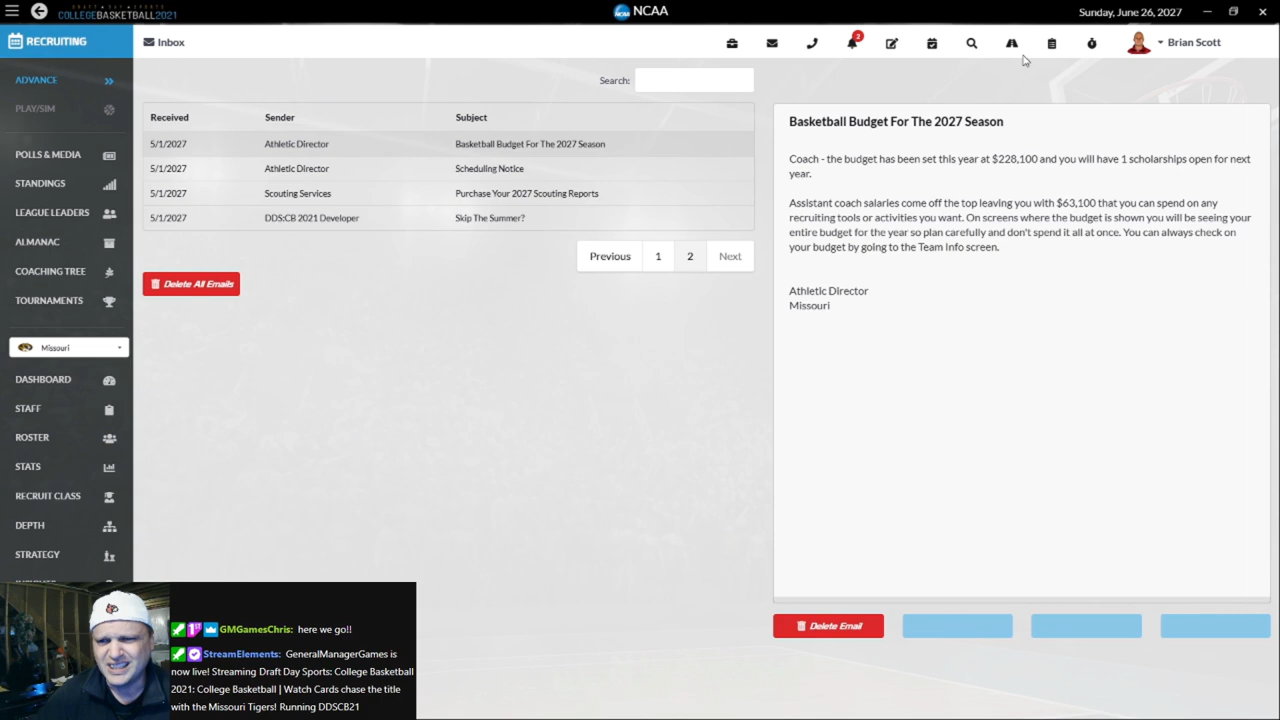 DRAFT DAY SPORTS
COLLEGEBASKETBALL2021
NCAA
Sunday, June 26, 2027
RECRUITING
Inbox
2
Brian Scott
ADVANCE
PLAY/SIM
POLLS & MEDIA
STANDINGS
LEAGUE LEADERS
ALMANAC
COACHING TREE
TOURNAMENTS
Missouri
DASHBOARD
STAFF
ROSTER
STATS
RECRUIT CLASS
DEPTH
STRATEGY
Search:
Received Sender Subject
5/1/2027 Athletic Director Basketball Budget For The 2027 Season
5/1/2027 Athletic Director Scheduling Notice
5/1/2027 Scouting Services Purchase Your 2027 Scouting Reports
5/1/2027 DDS:CB 2021 Developer Skip The Summer?
Previous 1 2 Next
Delete All Emails
Basketball Budget For The 2027 Season
Coach - the budget has been set this year at $228,100 and you will have 1 scholarships open for next
year.
Assistant coach salaries come off the top leaving you with $63,100 that you can spend on any
recruiting tools or activities you want. On screens where the budget is shown you will be seeing your
entire budget for the year so plan carefully and don't spend it all at once. You can always check on
your budget by going to the Team Info screen.
Athletic Director
Missouri
Delete Email
GMGamesChris: here we go!!
StreamElements: GeneralManagerGames is
now live! Streaming Draft Day Sports: College Basketball
2021: College Basketball | Watch Cards chase the title
with the Missouri Tigers! Running DDSCB21